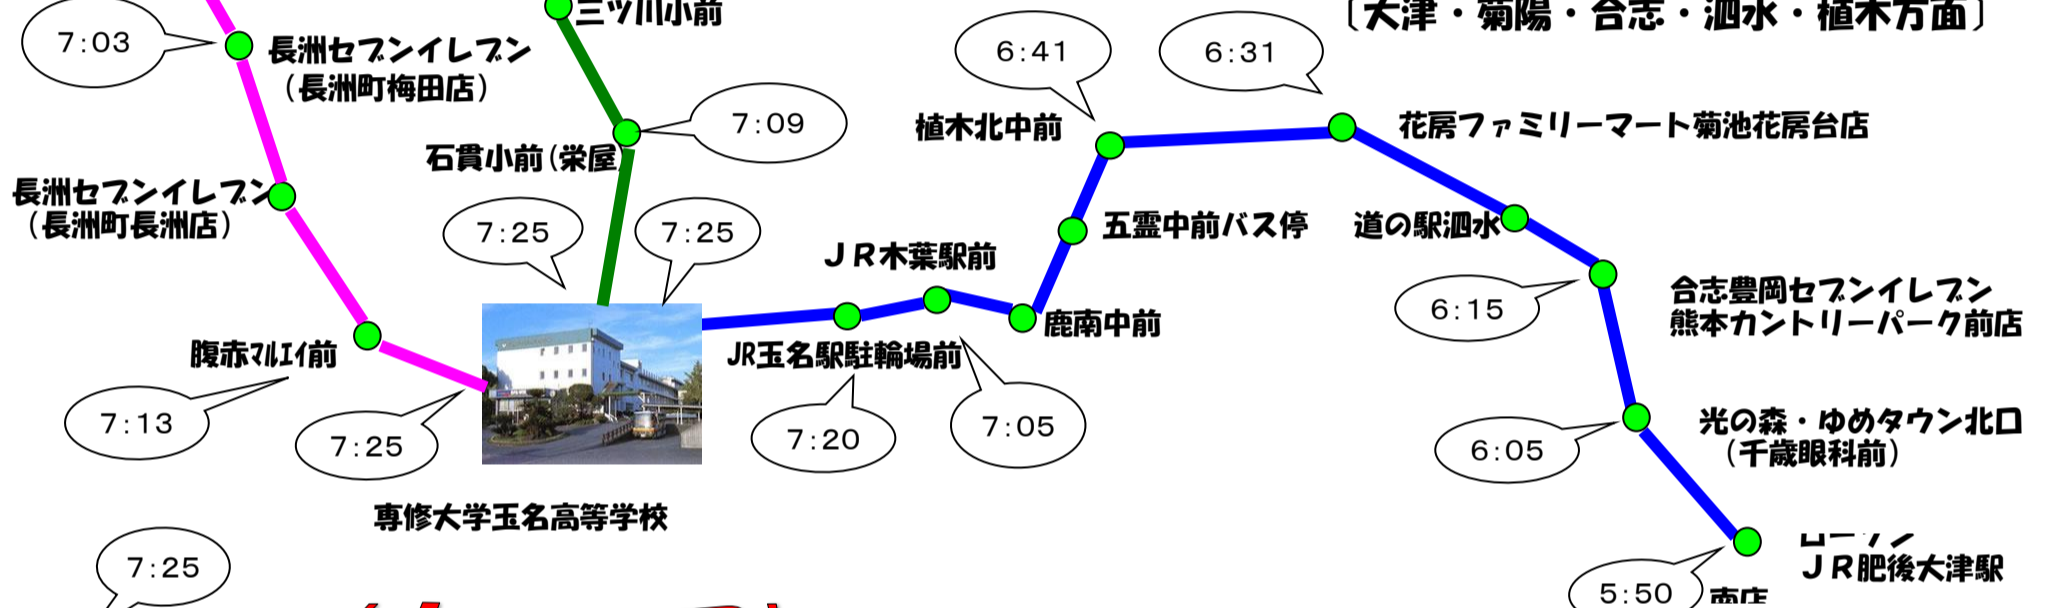 三ツ川小前
〔大津・菊陽・合志・泗水・植木方面〕
7:03
長洲セブンイレブン
（長洲町梅田店）
6:41
6:31
7:09
植木北中前
花房ファミリーマート菊池花房台店
石貫小前(栄屋)
長洲セブンイレブン
（長洲町長洲店）
7:25
7:25
五霊中前バス停
道の駅泗水
ＪＲ木葉駅前
6:15
合志豊岡セブンイレブン
熊本カントリーパーク前店
鹿南中前
腹赤ﾏﾙｴｲ前
JR玉名駅駐輪場前
7:13
7:25
7:20
7:05
6:05
光の森・ゆめタウン北口
（千歳眼科前）
専修大学玉名高等学校
7:25
5:50
ローソン
ＪＲ肥後大津駅
南店